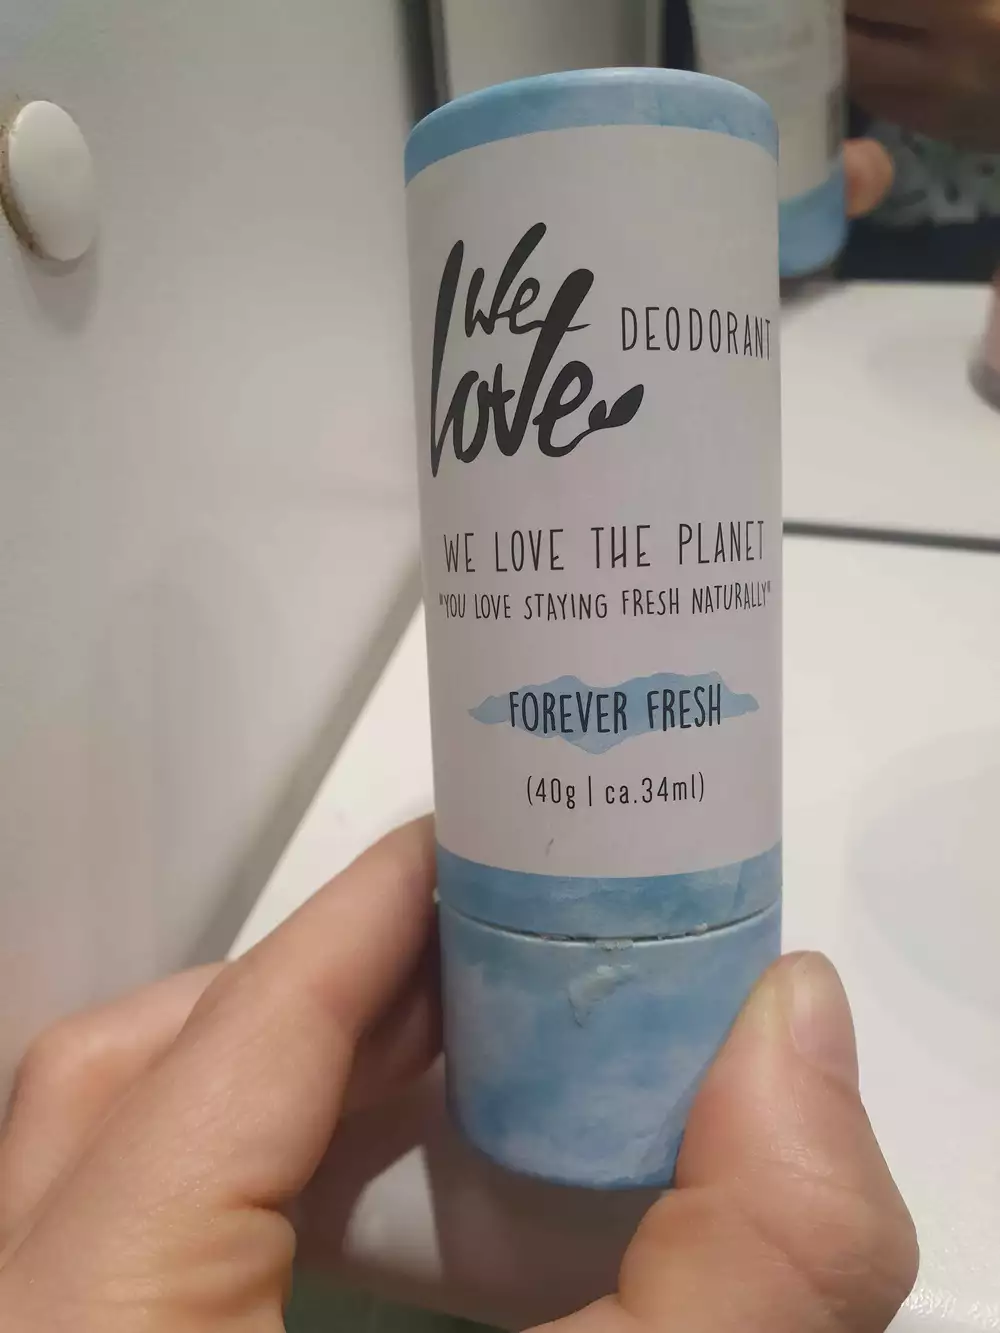 We
love
DEODORANT
WE LOVE THE PLANET
"YOU LOVE STAYING FRESH NATURALLY"
FOREVER FRESH
(40g | ca.34ml)